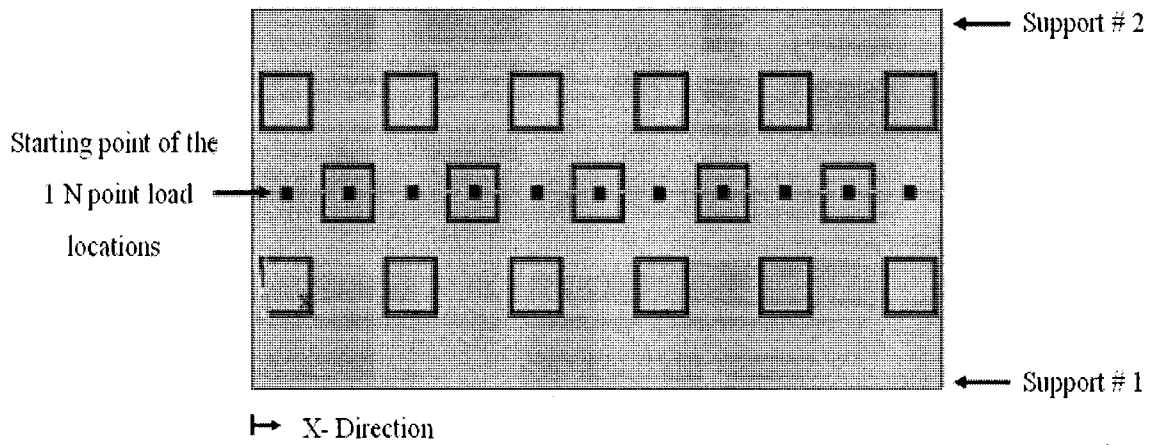 Support # 2
Starting point of the
1 N point load
locations
Support # 1
X- Direction